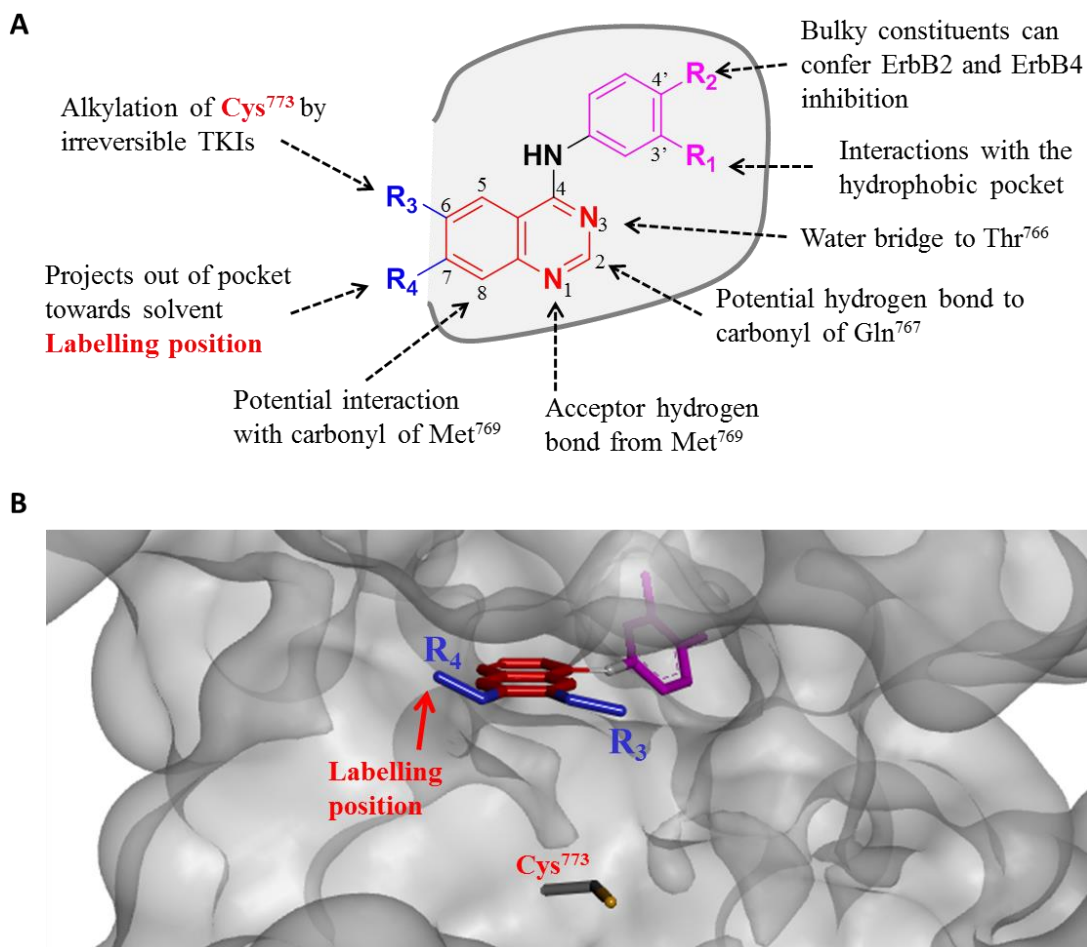 A
Alkylation of Cys773 by
irreversible TKIs
Bulky constituents can
confer ErbB2 and ErbB4
inhibition
Interactions with the
hydrophobic pocket
Water bridge to Thr766
Potential hydrogen bond to
carbonyl of Gln767
Acceptor hydrogen
bond from Met769
Potential interaction
with carbonyl of Met769
Projects out of pocket
towards solvent
Labelling position
R2
4'
3'
R1
HN
4
5
R3
6
N3
7
R4
8
N1
2
B
R4
R3
Labelling
position
Cys773